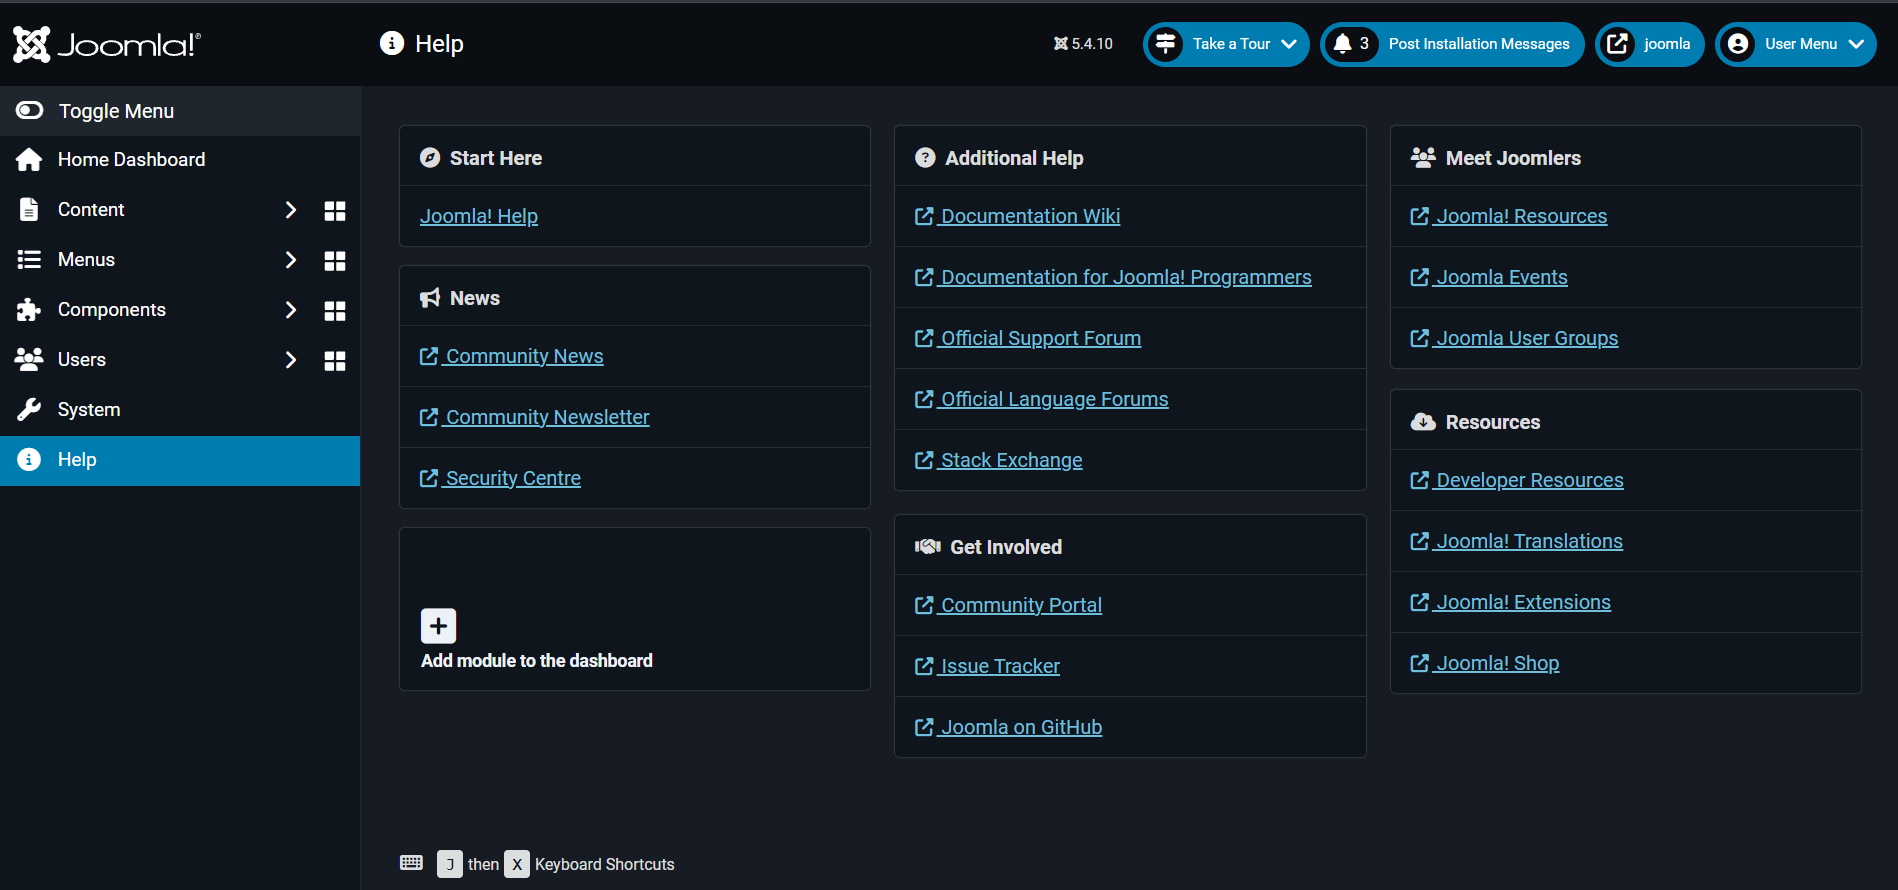 Joomla!®
Help
5.4.10
Take a Tour
3
Post Installation Messages
joomla
User Menu
Toggle Menu
Home Dashboard
Content
Menus
Components
Users
System
Help
Start Here
Joomla! Help
News
Community News
Community Newsletter
Security Centre
Add module to the dashboard
Additional Help
Documentation Wiki
Documentation for Joomla! Programmers
Official Support Forum
Official Language Forums
Stack Exchange
Get Involved
Community Portal
Issue Tracker
Joomla on GitHub
Meet Joomlers
Joomla! Resources
Joomla Events
Joomla User Groups
Resources
Developer Resources
Joomla! Translations
Joomla! Extensions
Joomla! Shop
J then X Keyboard Shortcuts